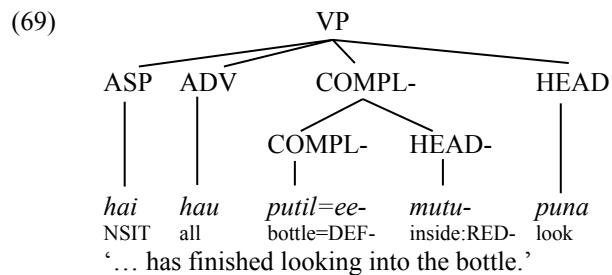 (69) VP
ASP ADV COMPL- HEAD
COMPL- HEAD-
hai hau putil=ee- mutu- puna
NSIT all bottle=DEF- inside:RED- look
‘… has finished looking into the bottle.’